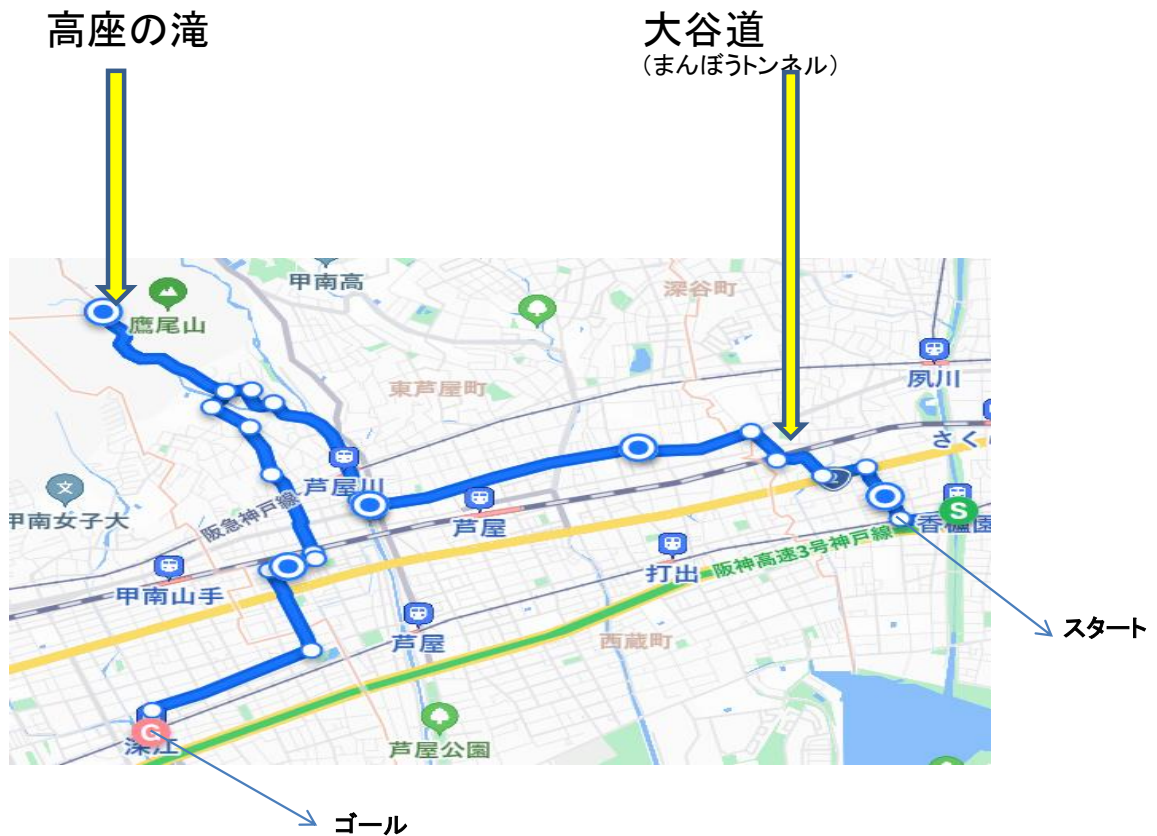 高座の滝
大谷道
(まんぼうトンネル)
甲南高
深谷町
鷹尾山
夙川
東芦屋町
さく
芦屋川
2
甲南女子大
阪急神戸線
芦屋
S
香櫨園
打出
阪神高速3号神戸線
甲南山手
芦屋
西蔵町
スタート
G
深江
芦屋公園
ゴール